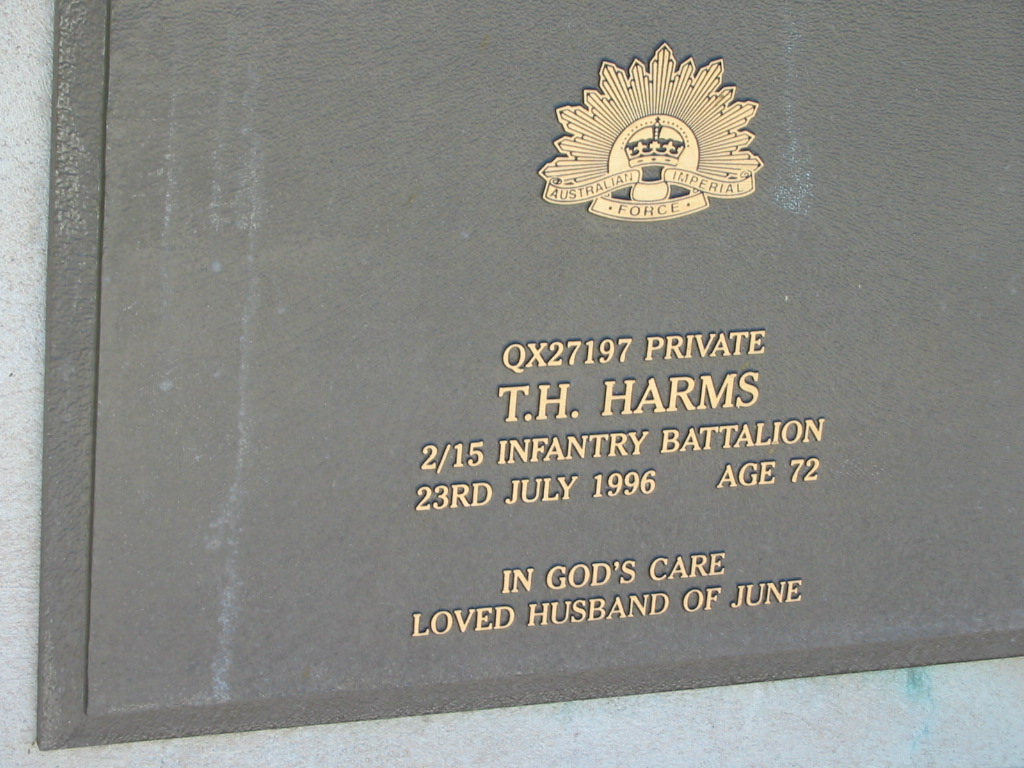 AUSTRALIAN IMPERIAL
FORCE
QX27197 PRIVATE
T.H. HARMS
2/15 INFANTRY BATTALION
23RD JULY 1996 AGE 72
IN GOD'S CARE
LOVED HUSBAND OF JUNE